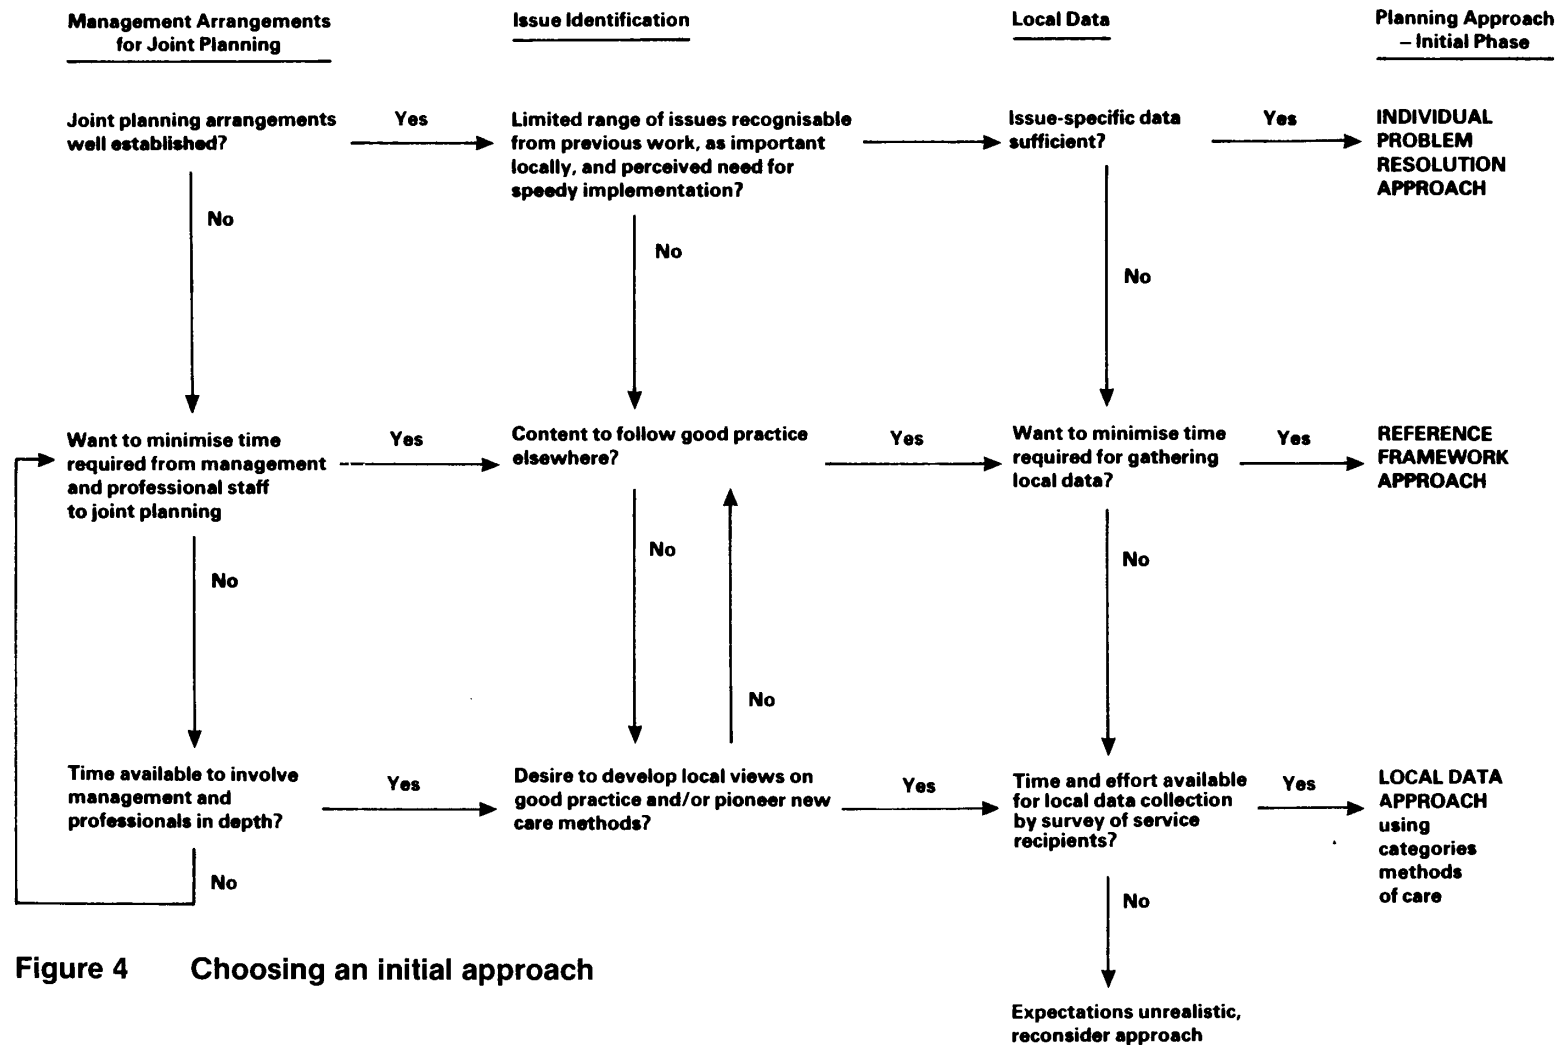 Management Arrangements
for Joint Planning
Issue Identification
Local Data
Planning Approach
– Initial Phase
Joint planning arrangements
well established?
Yes
Limited range of issues recognisable
from previous work, as important
locally, and perceived need for
speedy implementation?
Issue-specific data
sufficient?
Yes
INDIVIDUAL
PROBLEM
RESOLUTION
APPROACH
No
No
No
Want to minimise time
required from management
and professional staff
to joint planning
Yes
Content to follow good practice
elsewhere?
Yes
Want to minimise time
required for gathering
local data?
Yes
REFERENCE
FRAMEWORK
APPROACH
No
No
No
No
Time available to involve
management and
professionals in depth?
Yes
Desire to develop local views on
good practice and/or pioneer new
care methods?
Yes
Time and effort available
for local data collection
by survey of service
recipients?
Yes
LOCAL DATA
APPROACH
using
categories
methods
of care
No
No
Figure 4 Choosing an initial approach
Expectations unrealistic,
reconsider approach